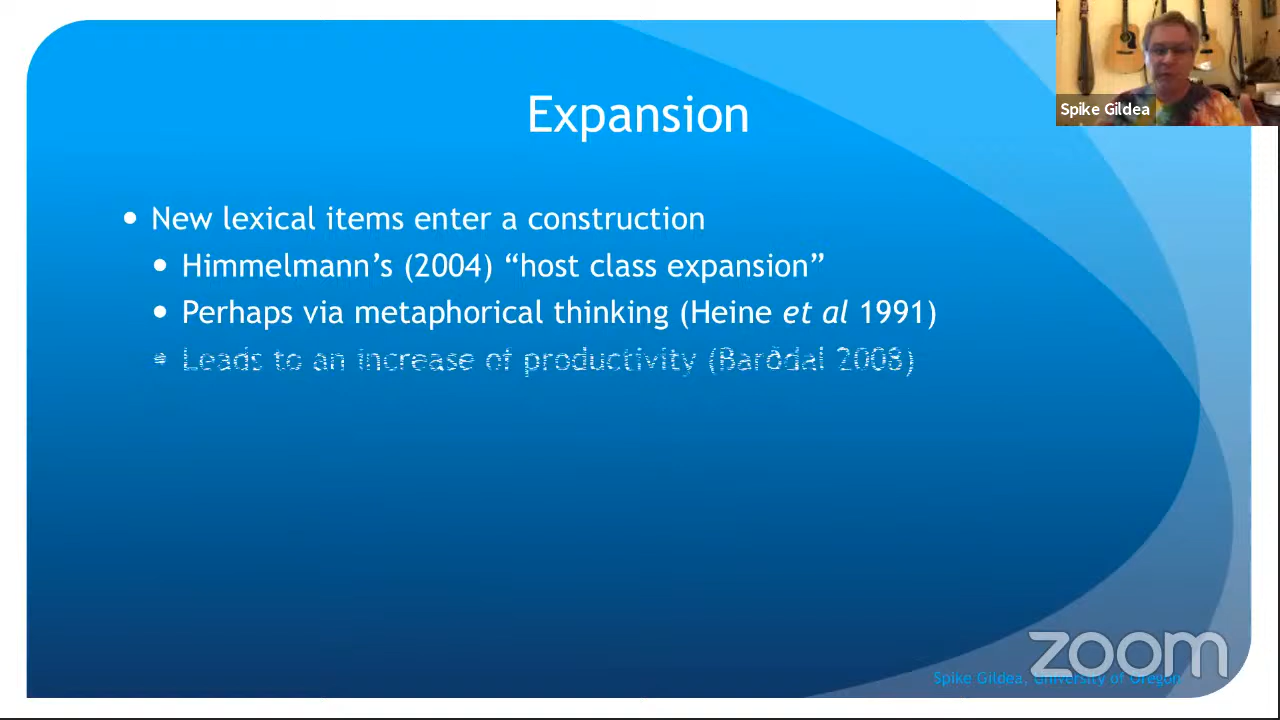 Spike Gildea
Expansion
• New lexical items enter a construction
• Himmelmann’s (2004) “host class expansion”
• Perhaps via metaphorical thinking (Heine et al 1991)
• Leads to an increase of productivity (Barðdal 2008)
zoom
Spike Gildea, University of Oregon